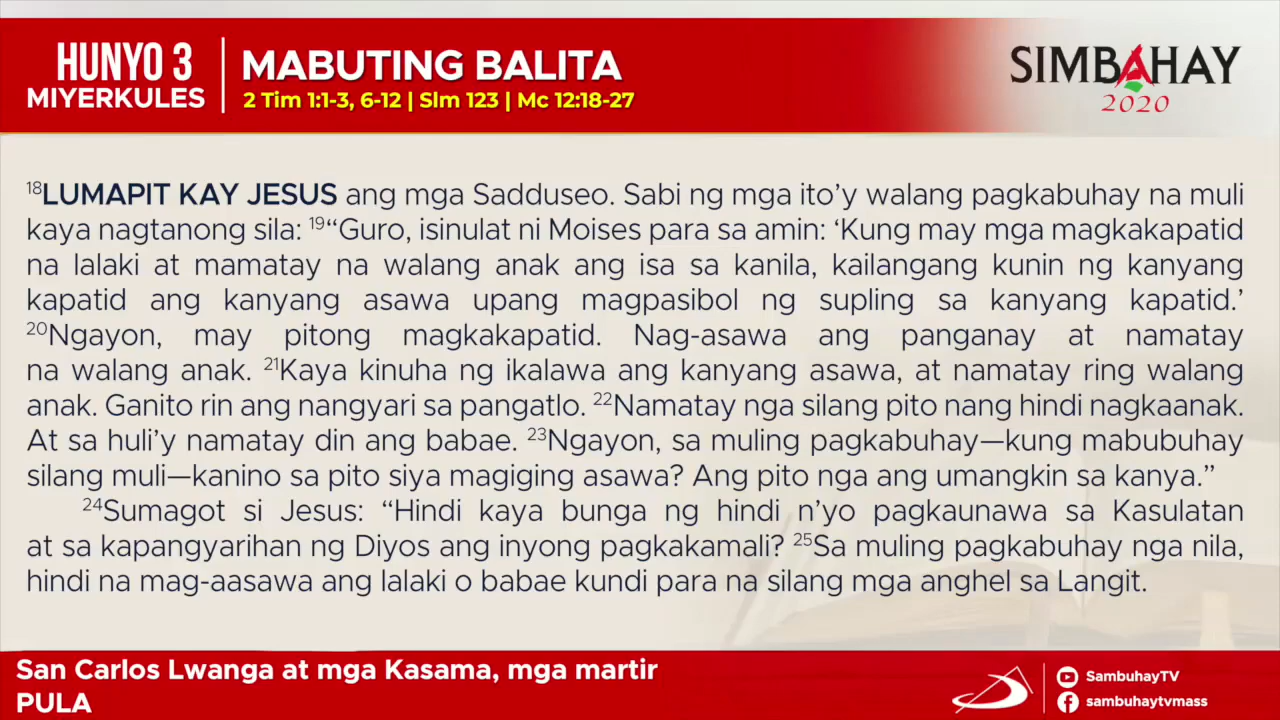 HUNYO 3
MIYERKULES
MABUTING BALITA
2 Tim 1:1-3, 6-12 | Slm 123 | Mc 12:18-27
SIMBAHAY
2020
18LUMAPIT KAY JESUS ang mga Sadduseo. Sabi ng mga ito’y walang pagkabuhay na muli
kaya nagtanong sila: 19“Guro, isinulat ni Moises para sa amin: ‘Kung may mga magkakapatid
na lalaki at mamatay na walang anak ang isa sa kanila, kailangang kunin ng kanyang
kapatid ang kanyang asawa upang magpasibol ng supling sa kanyang kapatid.’
20Ngayon, may pitong magkakapatid. Nag-asawa ang panganay at namatay
na walang anak. 21Kaya kinuha ng ikalawa ang kanyang asawa, at namatay ring walang
anak. Ganito rin ang nangyari sa pangatlo. 22Namatay nga silang pito nang hindi nagkaanak.
At sa huli’y namatay din ang babae. 23Ngayon, sa muling pagkabuhay—kung mabubuhay
silang muli—kanino sa pito siya magiging asawa? Ang pito nga ang umangkin sa kanya.”
24Sumagot si Jesus: “Hindi kaya bunga ng hindi n’yo pagkaunawa sa Kasulatan
at sa kapangyarihan ng Diyos ang inyong pagkakamali? 25Sa muling pagkabuhay nga nila,
hindi na mag-aasawa ang lalaki o babae kundi para na silang mga anghel sa Langit.
San Carlos Lwanga at mga Kasama, mga martir
PULA
SambuhayTV
sambuhaytvmass